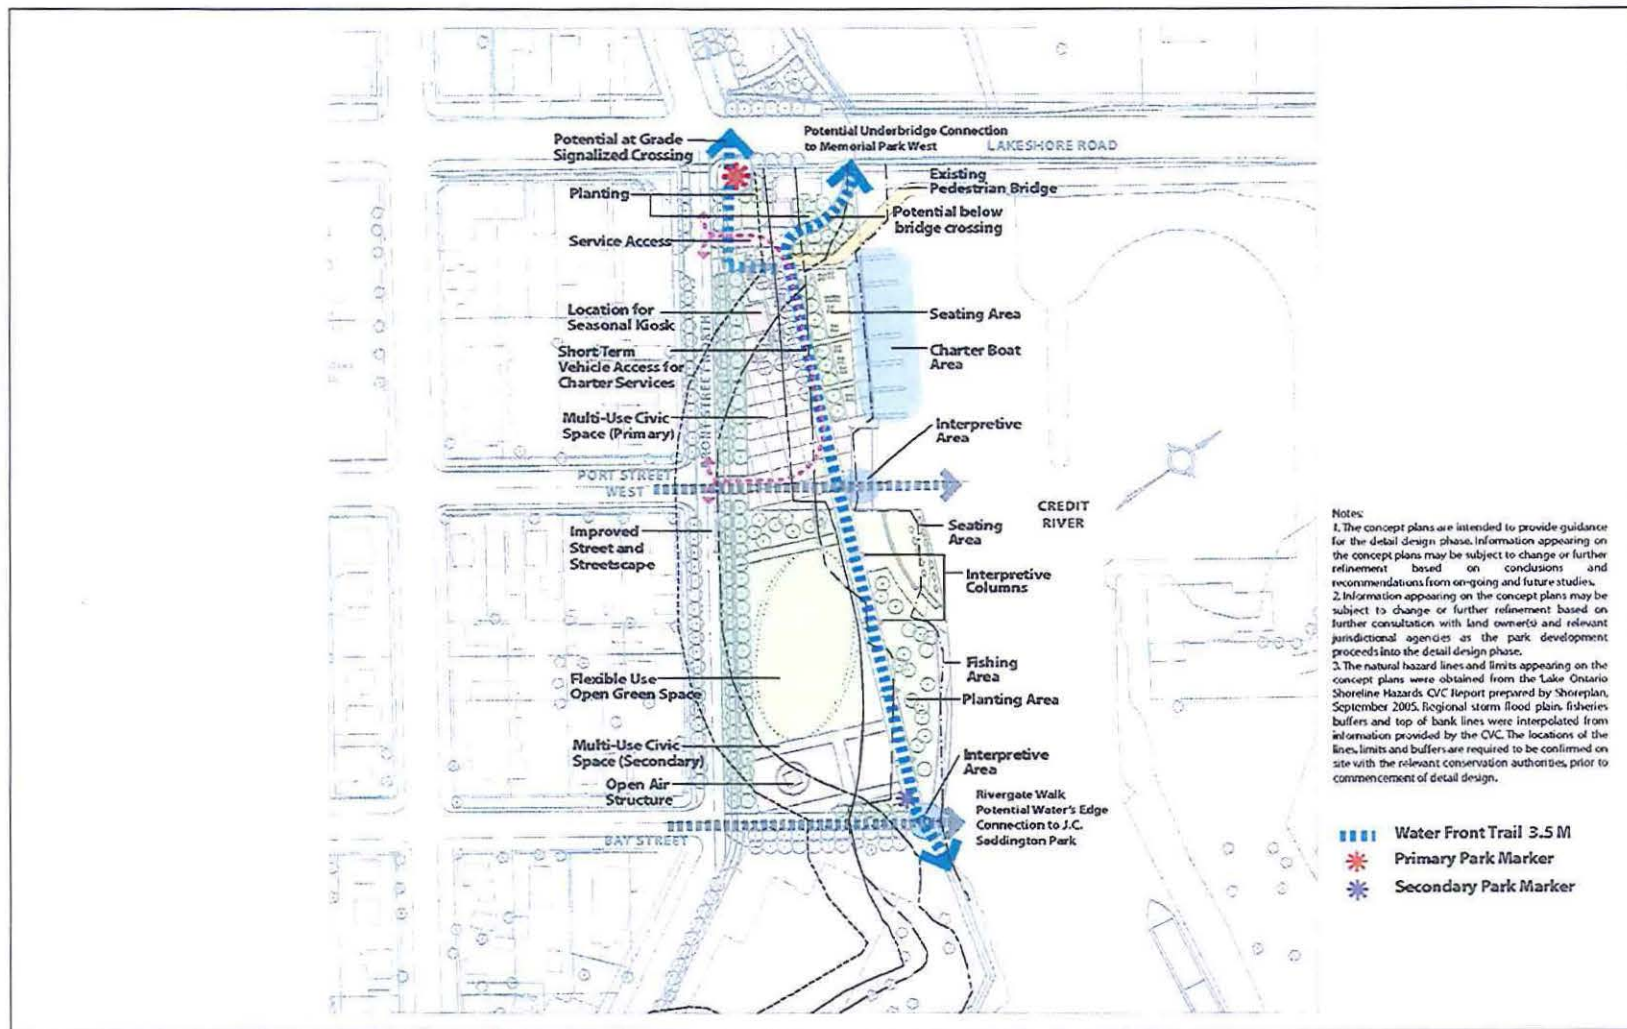 Potential at Grade
Signalized Crossing
Potential Underbridge Connection
to Memorial Park West
LAKESHORE ROAD
Existing
Pedestrian Bridge
Planting
Potential below
bridge crossing
Service Access
Location for
Seasonal Kiosk
Seating Area
Short Term
Vehicle Access for
Charter Services
Charter Boat
Area
FRONT STREET NORTH
Multi-Use Civic
Space (Primary)
Interpretive
Area
PORT STREET
WEST
CREDIT
RIVER
Improved
Street and
Streetscape
Seating
Area
Interpretive
Columns
Flexible Use
Open Green Space
Fishing
Area
Planting Area
Multi-Use Civic
Space (Secondary)
Interpretive
Area
Open Air
Structure
Rivergate Walk
Potential Water's Edge
Connection to J.C.
Saddington Park
BAY STREET
Notes:
1. The concept plans are intended to provide guidance
for the detail design phase. Information appearing on
the concept plans may be subject to change or further
refinement based on conclusions and
recommendations from on-going and future studies.
2. Information appearing on the concept plans may be
subject to change or further refinement based on
further consultation with land owner(s) and relevant
jurisdictional agencies as the park development
proceeds into the detail design phase.
3. The natural hazard lines and limits appearing on the
concept plans were obtained from the Lake Ontario
Shoreline Hazards CVC Report prepared by Shoreplan,
September 2005. Regional storm flood plain, fisheries
buffers and top of bank lines were interpolated from
information provided by the CVC. The locations of the
lines, limits and buffers are required to be confirmed on
site with the relevant conservation authorities, prior to
commencement of detail design.
Water Front Trail 3.5 M
Primary Park Marker
Secondary Park Marker